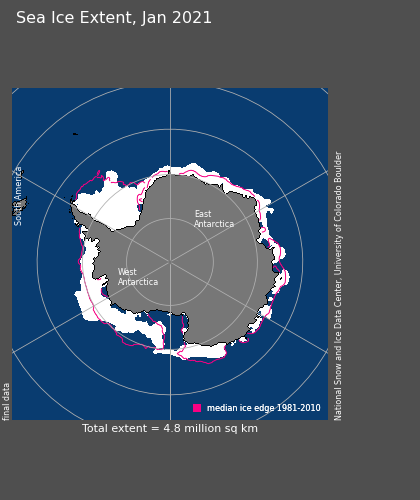 Sea Ice Extent, Jan 2021
South America
East
Antarctica
West
Antarctica
National Snow and Ice Data Center, University of Colorado Boulder
final data
median ice edge 1981-2010
Total extent = 4.8 million sq km